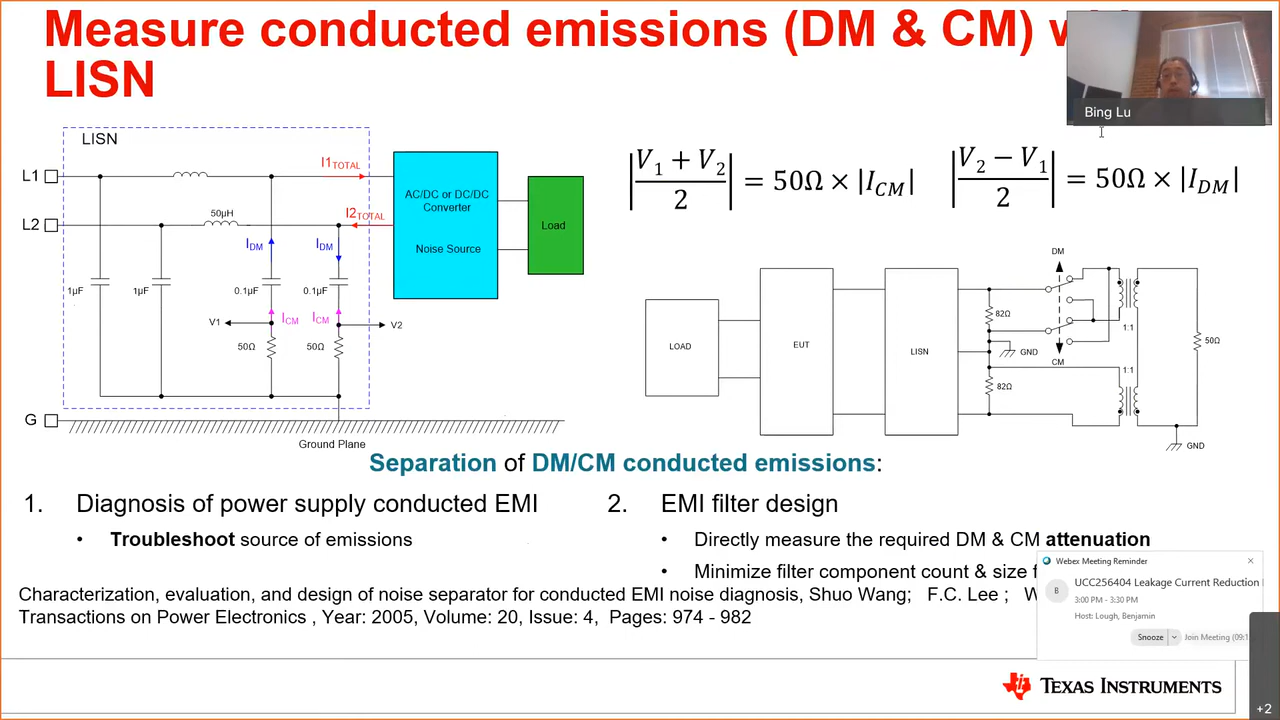 Measure conducted emissions (DM & CM)
LISN
Bing Lu
LISN
L1
I1TOTAL
AC/DC or DC/DC
Converter
Noise Source
Load
L2
50µH
I2TOTAL
IDM
IDM
1µF
1µF
0.1µF
0.1µF
V1
ICM
ICM
V2
50Ω
50Ω
G
Ground Plane
|V₁ + V₂ / 2| = 50Ω × |I_CM|
|V₂ − V₁ / 2| = 50Ω × |I_DM|
DM
82Ω
1:1
LOAD
EUT
LISN
GND
50Ω
CM
1:1
82Ω
GND
Separation of DM/CM conducted emissions:
1. Diagnosis of power supply conducted EMI
• Troubleshoot source of emissions
2. EMI filter design
• Directly measure the required DM & CM attenuation
• Minimize filter component count & size
Characterization, evaluation, and design of noise separator for conducted EMI noise diagnosis, Shuo Wang; F.C. Lee ;
Transactions on Power Electronics , Year: 2005, Volume: 20, Issue: 4, Pages: 974 - 982
Webex Meeting Reminder
B
UCC256404 Leakage Current Reduction
3:00 PM - 3:30 PM
Host: Lough, Benjamin
Snooze
Join Meeting
TEXAS INSTRUMENTS
+2